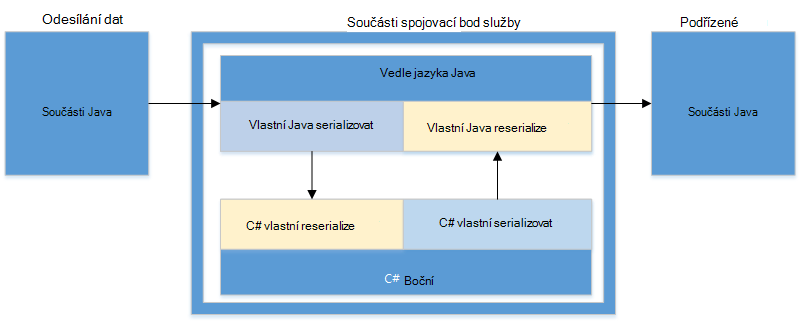 Odesílání dat
Součásti spojovací bod služby
Podřízené
Součásti Java
Vedle jazyka Java
Vlastní Java serializovat
Vlastní Java reserialize
Součásti Java
C# vlastní reserialize
C# vlastní serializovat
C# Boční